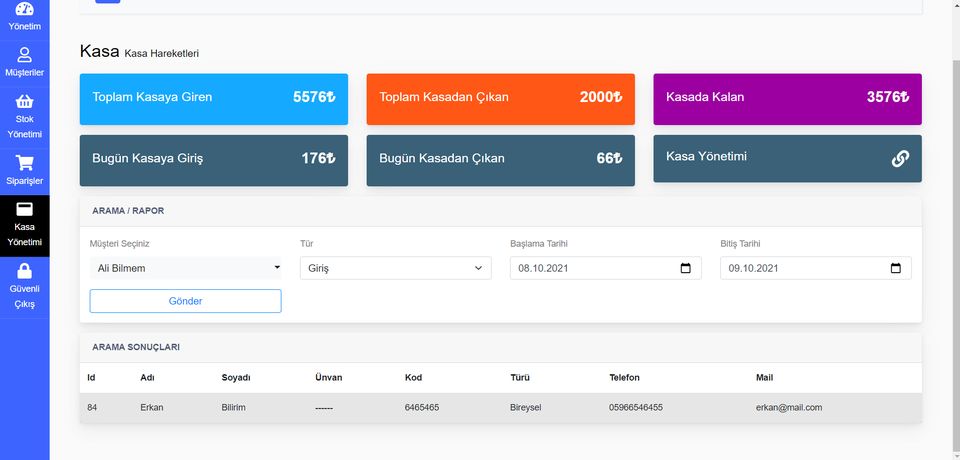 Yönetim
Müşteriler
Stok
Yönetimi
Siparişler
Kasa
Yönetimi
Güvenli
Çıkış
Kasa Kasa Hareketleri
Toplam Kasaya Giren 5576₺
Toplam Kasadan Çıkan 2000₺
Kasada Kalan 3576₺
Bugün Kasaya Giriş 176₺
Bugün Kasadan Çıkan 66₺
Kasa Yönetimi
ARAMA / RAPOR
Müşteri Seçiniz Tür Başlama Tarihi Bitiş Tarihi
Ali Bilmem Giriş 08.10.2021 09.10.2021
Gönder
ARAMA SONUÇLARI
Id Adı Soyadı Ünvan Kod Türü Telefon Mail
84 Erkan Bilirim ------ 6465465 Bireysel 05966546455 erkan@mail.com